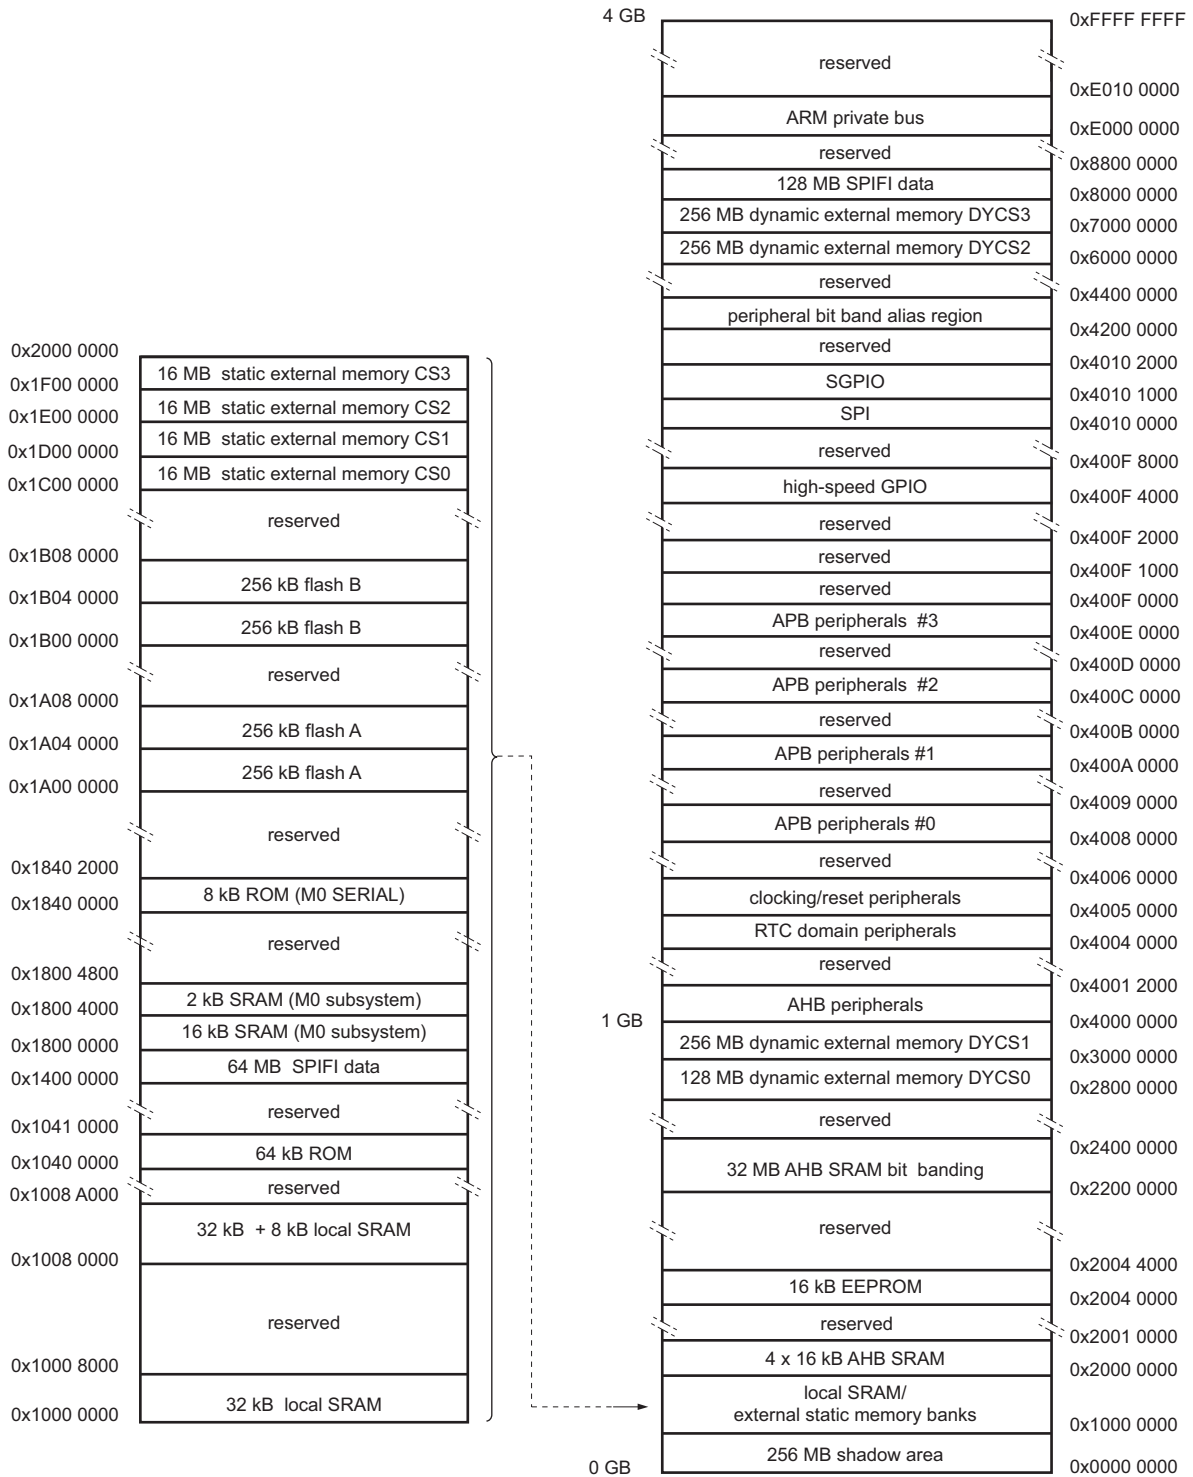 4 GB
0xFFFF FFFF
reserved
0xE010 0000
ARM private bus
0xE000 0000
reserved
0x8800 0000
128 MB SPIFI data
0x8000 0000
256 MB dynamic external memory DYCS3
0x7000 0000
256 MB dynamic external memory DYCS2
0x6000 0000
reserved
0x4400 0000
peripheral bit band alias region
0x4200 0000
reserved
0x4010 2000
SGPIO
0x4010 1000
SPI
0x4010 0000
reserved
0x400F 8000
high-speed GPIO
0x400F 4000
reserved
0x400F 2000
reserved
0x400F 1000
reserved
0x400F 0000
APB peripherals #3
0x400E 0000
reserved
0x400D 0000
APB peripherals #2
0x400C 0000
reserved
0x400B 0000
APB peripherals #1
0x400A 0000
reserved
0x4009 0000
APB peripherals #0
0x4008 0000
reserved
0x4006 0000
clocking/reset peripherals
0x4005 0000
RTC domain peripherals
0x4004 0000
reserved
0x4001 2000
AHB peripherals
1 GB
0x4000 0000
256 MB dynamic external memory DYCS1
0x3000 0000
128 MB dynamic external memory DYCS0
0x2800 0000
reserved
0x2400 0000
32 MB AHB SRAM bit banding
0x2200 0000
reserved
0x2004 4000
16 kB EEPROM
0x2004 0000
reserved
0x2001 0000
4 x 16 kB AHB SRAM
0x2000 0000
local SRAM/
external static memory banks
0x1000 0000
256 MB shadow area
0 GB
0x0000 0000
0x2000 0000
16 MB static external memory CS3
0x1F00 0000
16 MB static external memory CS2
0x1E00 0000
16 MB static external memory CS1
0x1D00 0000
16 MB static external memory CS0
0x1C00 0000
reserved
0x1B08 0000
256 kB flash B
0x1B04 0000
256 kB flash B
0x1B00 0000
reserved
0x1A08 0000
256 kB flash A
0x1A04 0000
256 kB flash A
0x1A00 0000
reserved
0x1840 2000
8 kB ROM (M0 SERIAL)
0x1840 0000
reserved
0x1800 4800
2 kB SRAM (M0 subsystem)
0x1800 4000
16 kB SRAM (M0 subsystem)
0x1800 0000
64 MB SPIFI data
0x1400 0000
reserved
0x1041 0000
64 kB ROM
0x1040 0000
reserved
0x1008 A000
32 kB + 8 kB local SRAM
0x1008 0000
reserved
0x1000 8000
32 kB local SRAM
0x1000 0000